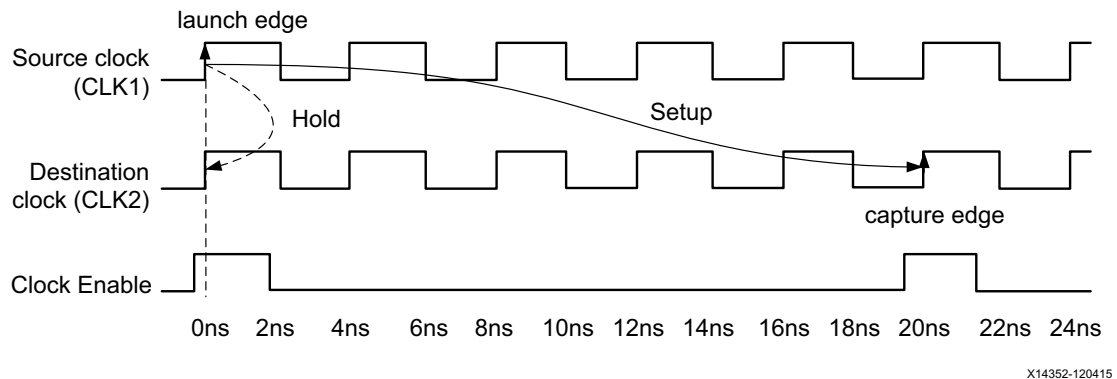 launch edge
Source clock
(CLK1)
Hold
Setup
Destination
clock (CLK2)
capture edge
Clock Enable
0ns 2ns 4ns 6ns 8ns 10ns 12ns 14ns 16ns 18ns 20ns 22ns 24ns
X14352-120415